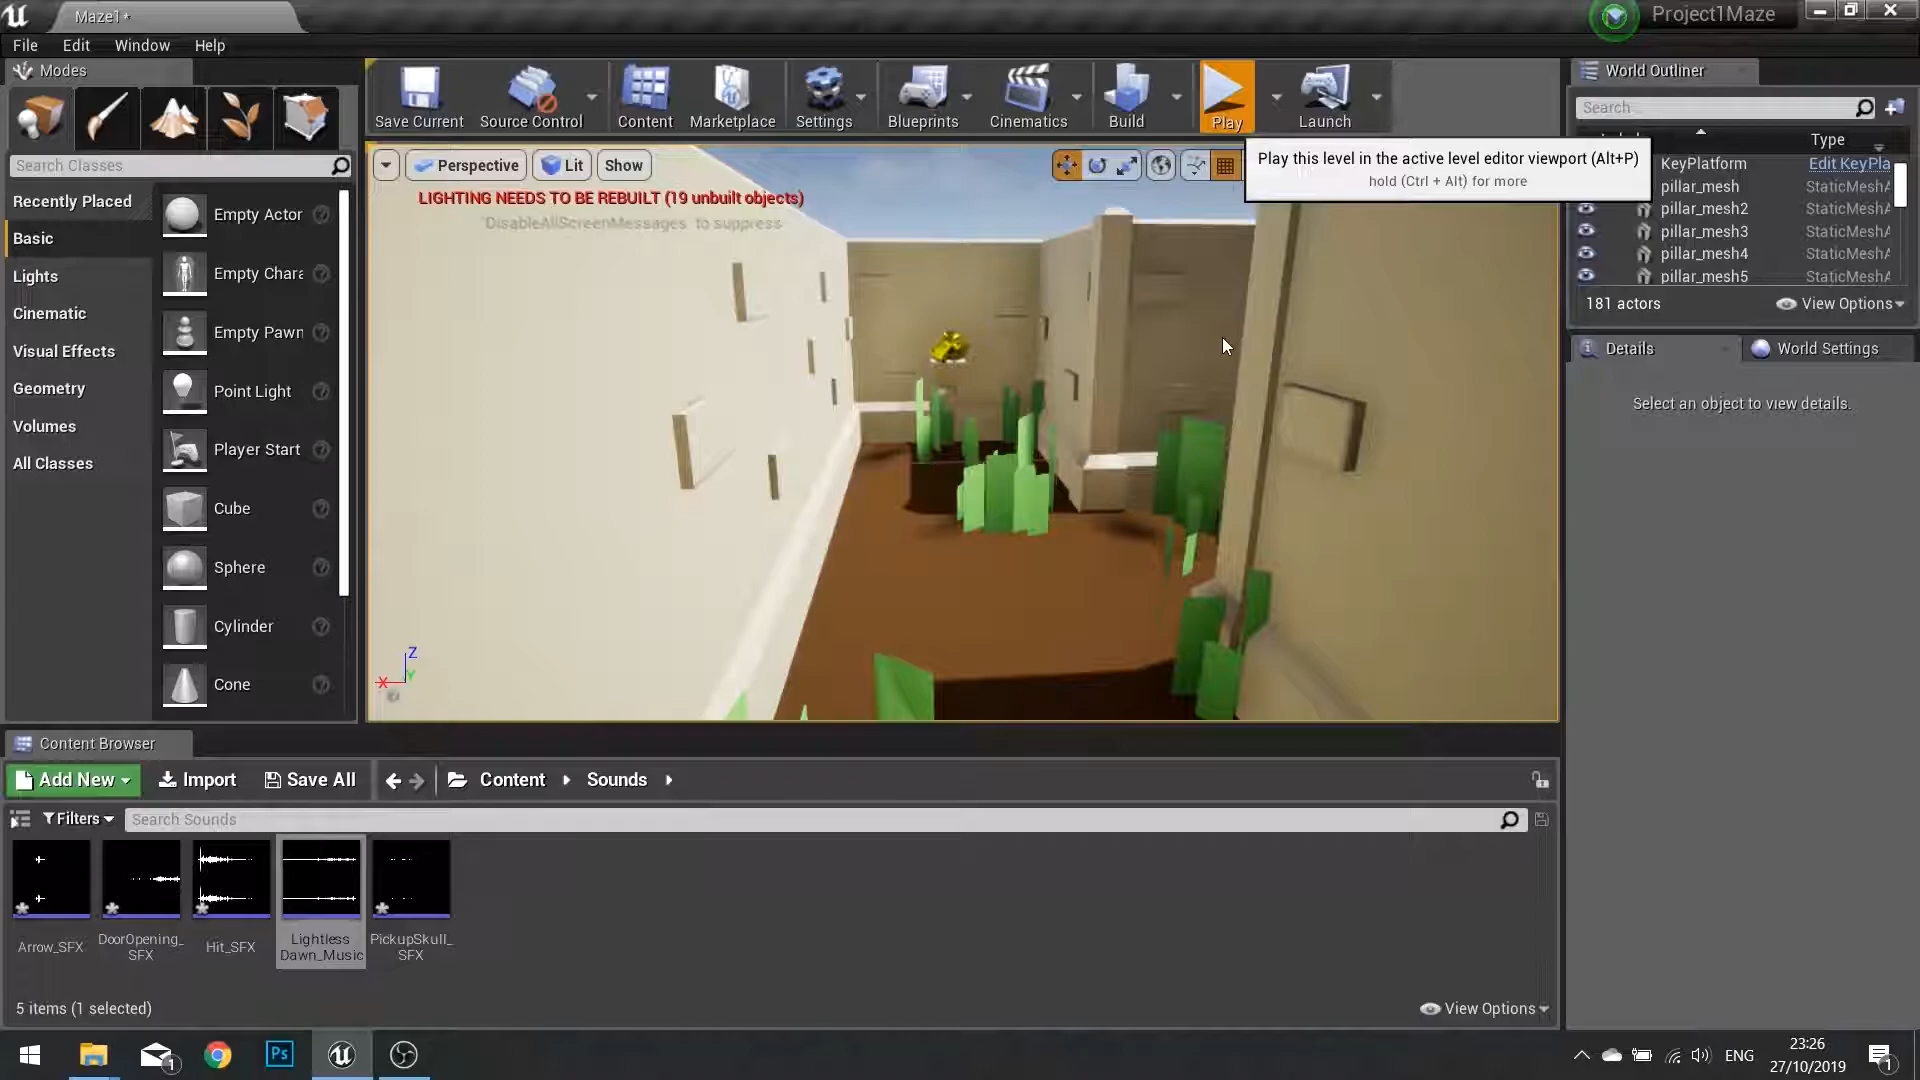 Maze1*
Project1Maze
File Edit Window Help
Modes
Search Classes
Recently Placed
Basic
Lights
Cinematic
Visual Effects
Geometry
Volumes
All Classes
Empty Actor
Empty Chara
Empty Pawn
Point Light
Player Start
Cube
Sphere
Cylinder
Cone
Save Current
Source Control
Content
Marketplace
Settings
Blueprints
Cinematics
Build
Play
Launch
Perspective
Lit
Show
LIGHTING NEEDS TO BE REBUILT (19 unbuilt objects)
'DisableAllScreenMessages' to suppress
Play this level in the active level editor viewport (Alt+P)
hold (Ctrl + Alt) for more
X Z Y
World Outliner
Search
Type
KeyPlatform Edit KeyPla
pillar_mesh StaticMeshA
pillar_mesh2 StaticMeshA
pillar_mesh3 StaticMeshA
pillar_mesh4 StaticMeshA
pillar_mesh5 StaticMeshA
181 actors
View Options
Details
World Settings
Select an object to view details.
Content Browser
Add New Import Save All Content Sounds
Filters
Search Sounds
Arrow_SFX
DoorOpening_
SFX
Hit_SFX
Lightless
Dawn_Music
PickupSkull_
SFX
5 items (1 selected)
View Options
Ps
1
ENG
23:26
27/10/2019
1